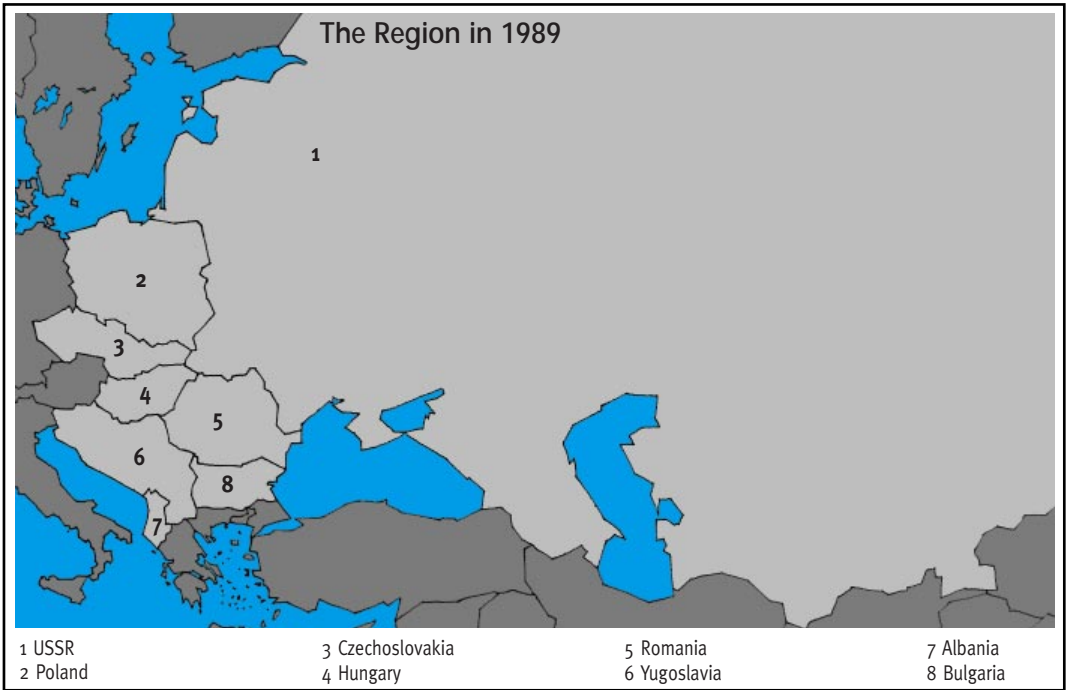 The Region in 1989
1
2
3
4
5
6
8
7
1 USSR
2 Poland
3 Czechoslovakia
4 Hungary
5 Romania
6 Yugoslavia
7 Albania
8 Bulgaria